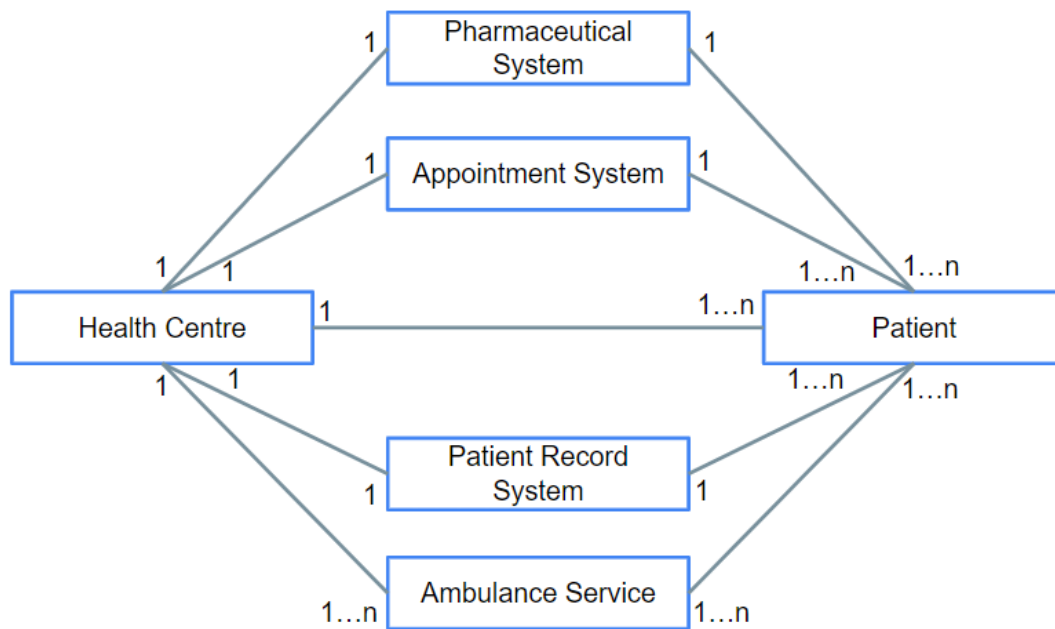 Pharmaceutical
System
1
1
Appointment System
1
1
1
1
1…n
1…n
Health Centre
1
1…n
Patient
1
1
1…n
1…n
Patient Record
System
1
1
Ambulance Service
1…n
1…n